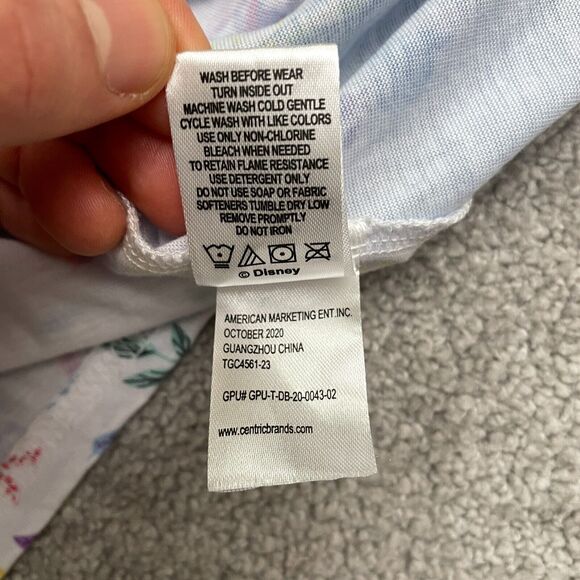 WASH BEFORE WEAR
TURN INSIDE OUT
MACHINE WASH COLD GENTLE
CYCLE WASH WITH LIKE COLORS
USE ONLY NON-CHLORINE
BLEACH WHEN NEEDED
TO RETAIN FLAME RESISTANCE
USE DETERGENT ONLY
DO NOT USE SOAP OR FABRIC
SOFTENERS TUMBLE DRY LOW
REMOVE PROMPTLY
DO NOT IRON
© Disney
AMERICAN MARKETING ENT.INC.
OCTOBER 2020
GUANGZHOU CHINA
TGC4561-23
GPU# GPU-T-DB-20-0043-02
www.centricbrands.com